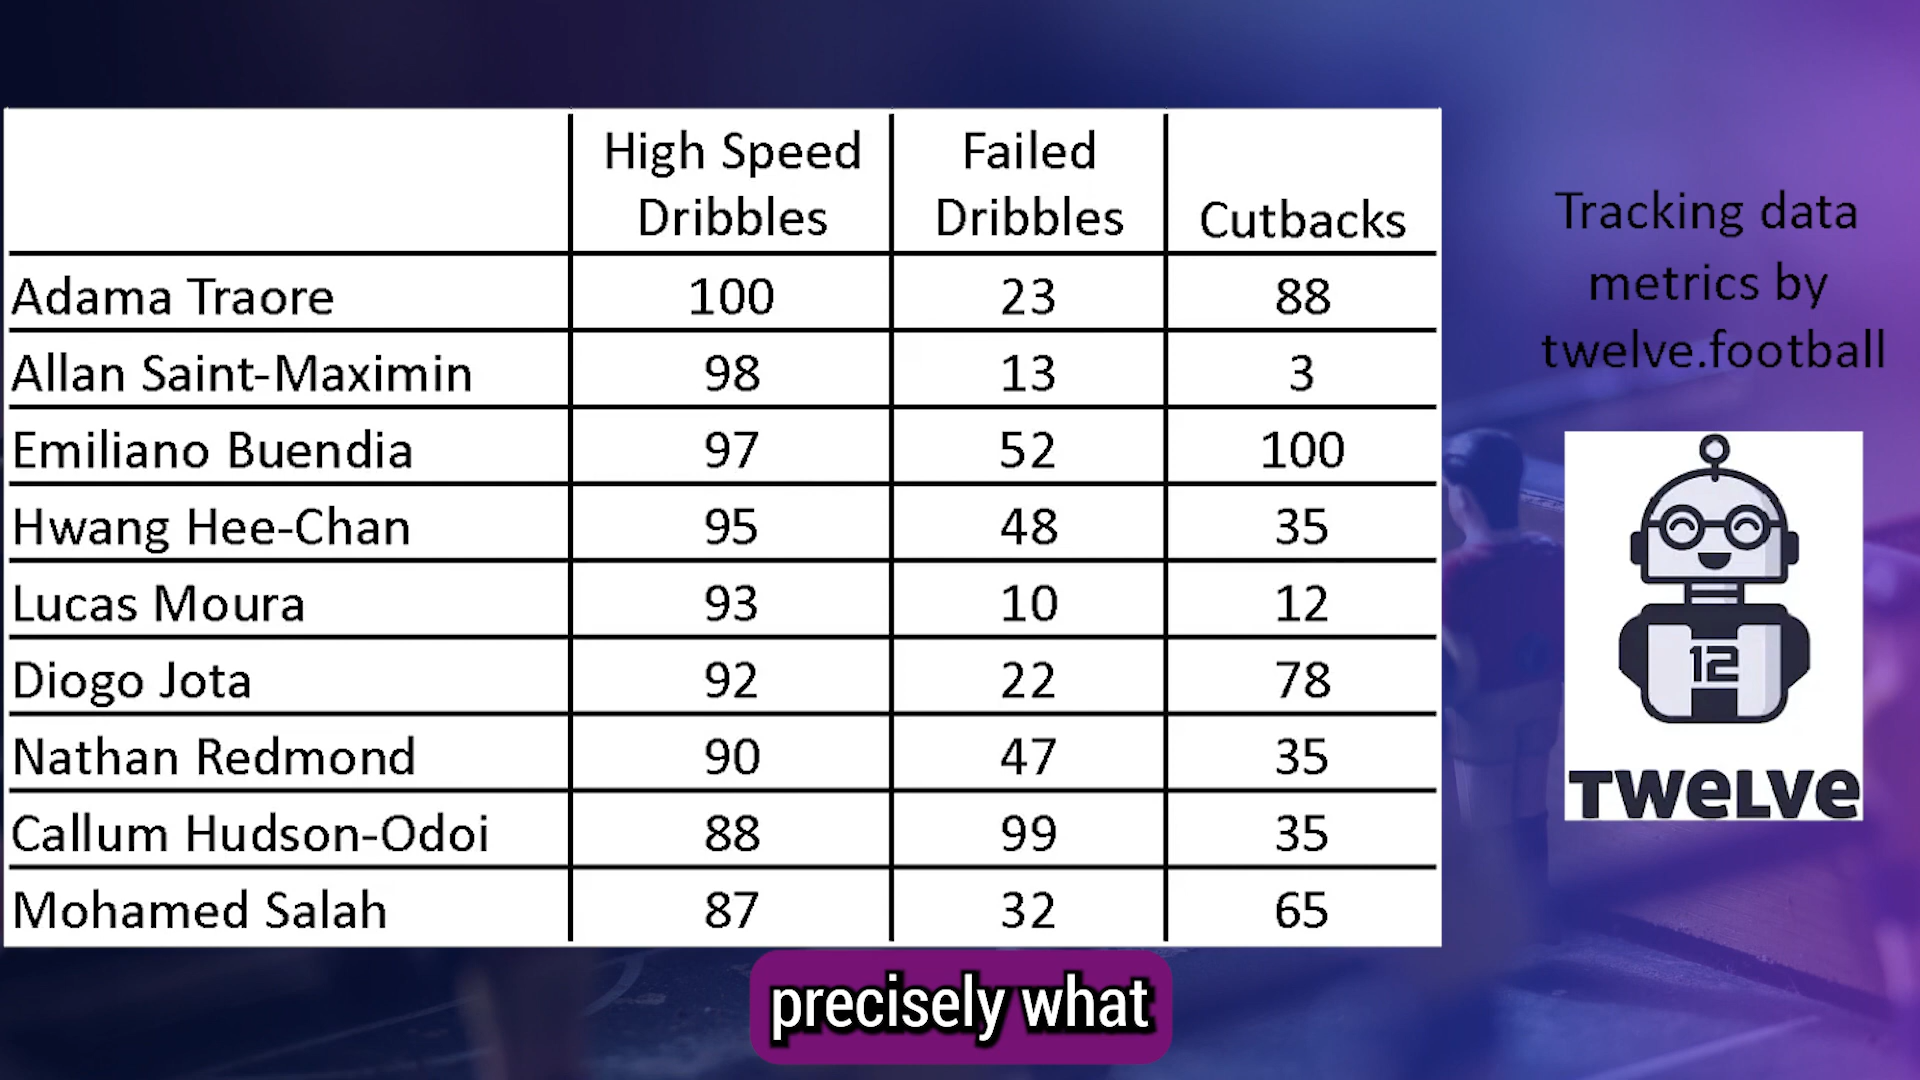 High Speed Dribbles Failed Dribbles Cutbacks
Adama Traore 100 23 88
Allan Saint-Maximin 98 13 3
Emiliano Buendia 97 52 100
Hwang Hee-Chan 95 48 35
Lucas Moura 93 10 12
Diogo Jota 92 22 78
Nathan Redmond 90 47 35
Callum Hudson-Odoi 88 99 35
Mohamed Salah 87 32 65
Tracking data
metrics by
twelve.football
12
TWeLVe
precisely what